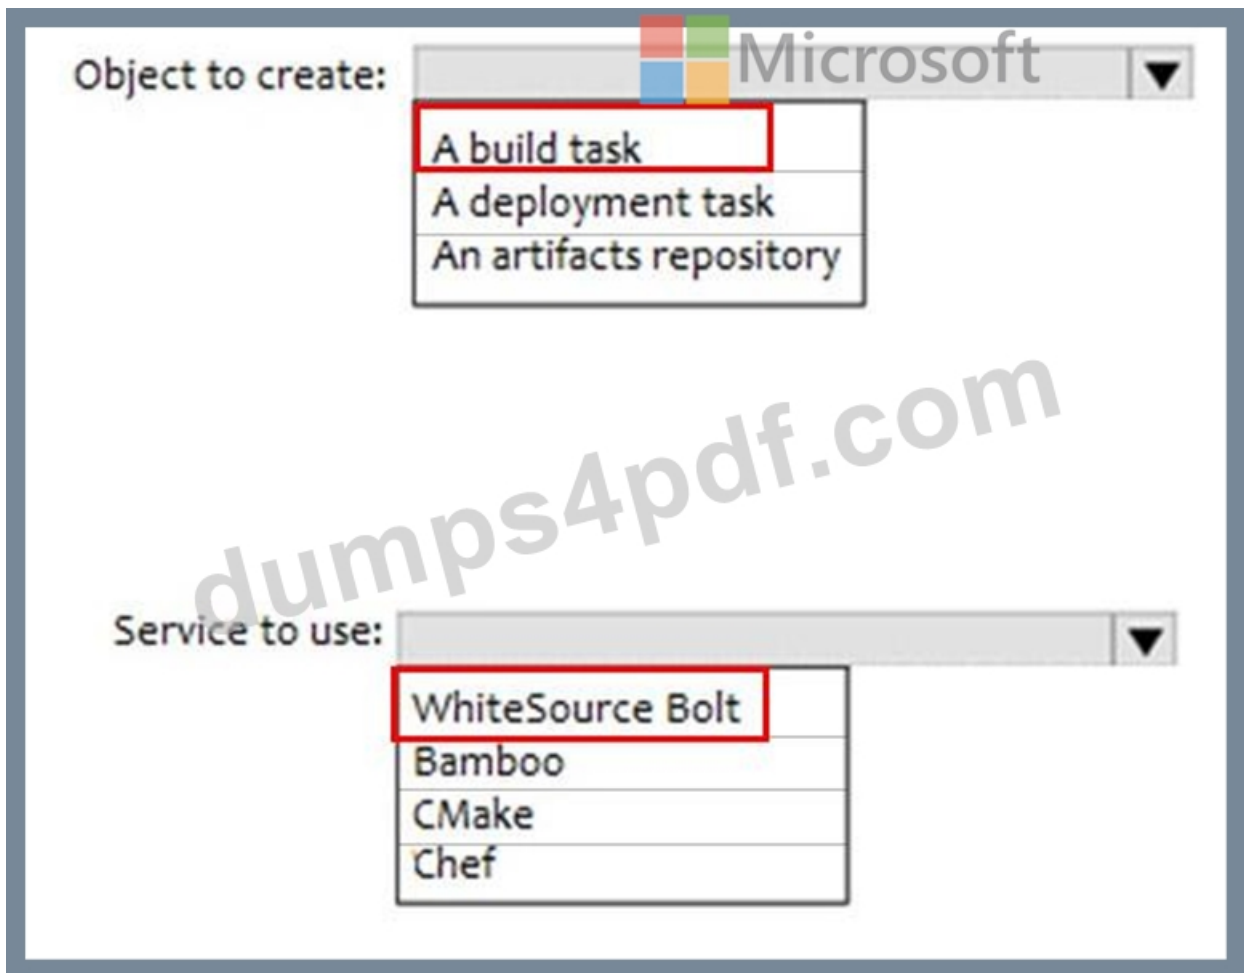 Microsoft
Object to create:
A build task
A deployment task
An artifacts repository
dumps4pdf.com
Service to use:
WhiteSource Bolt
Bamboo
CMake
Chef